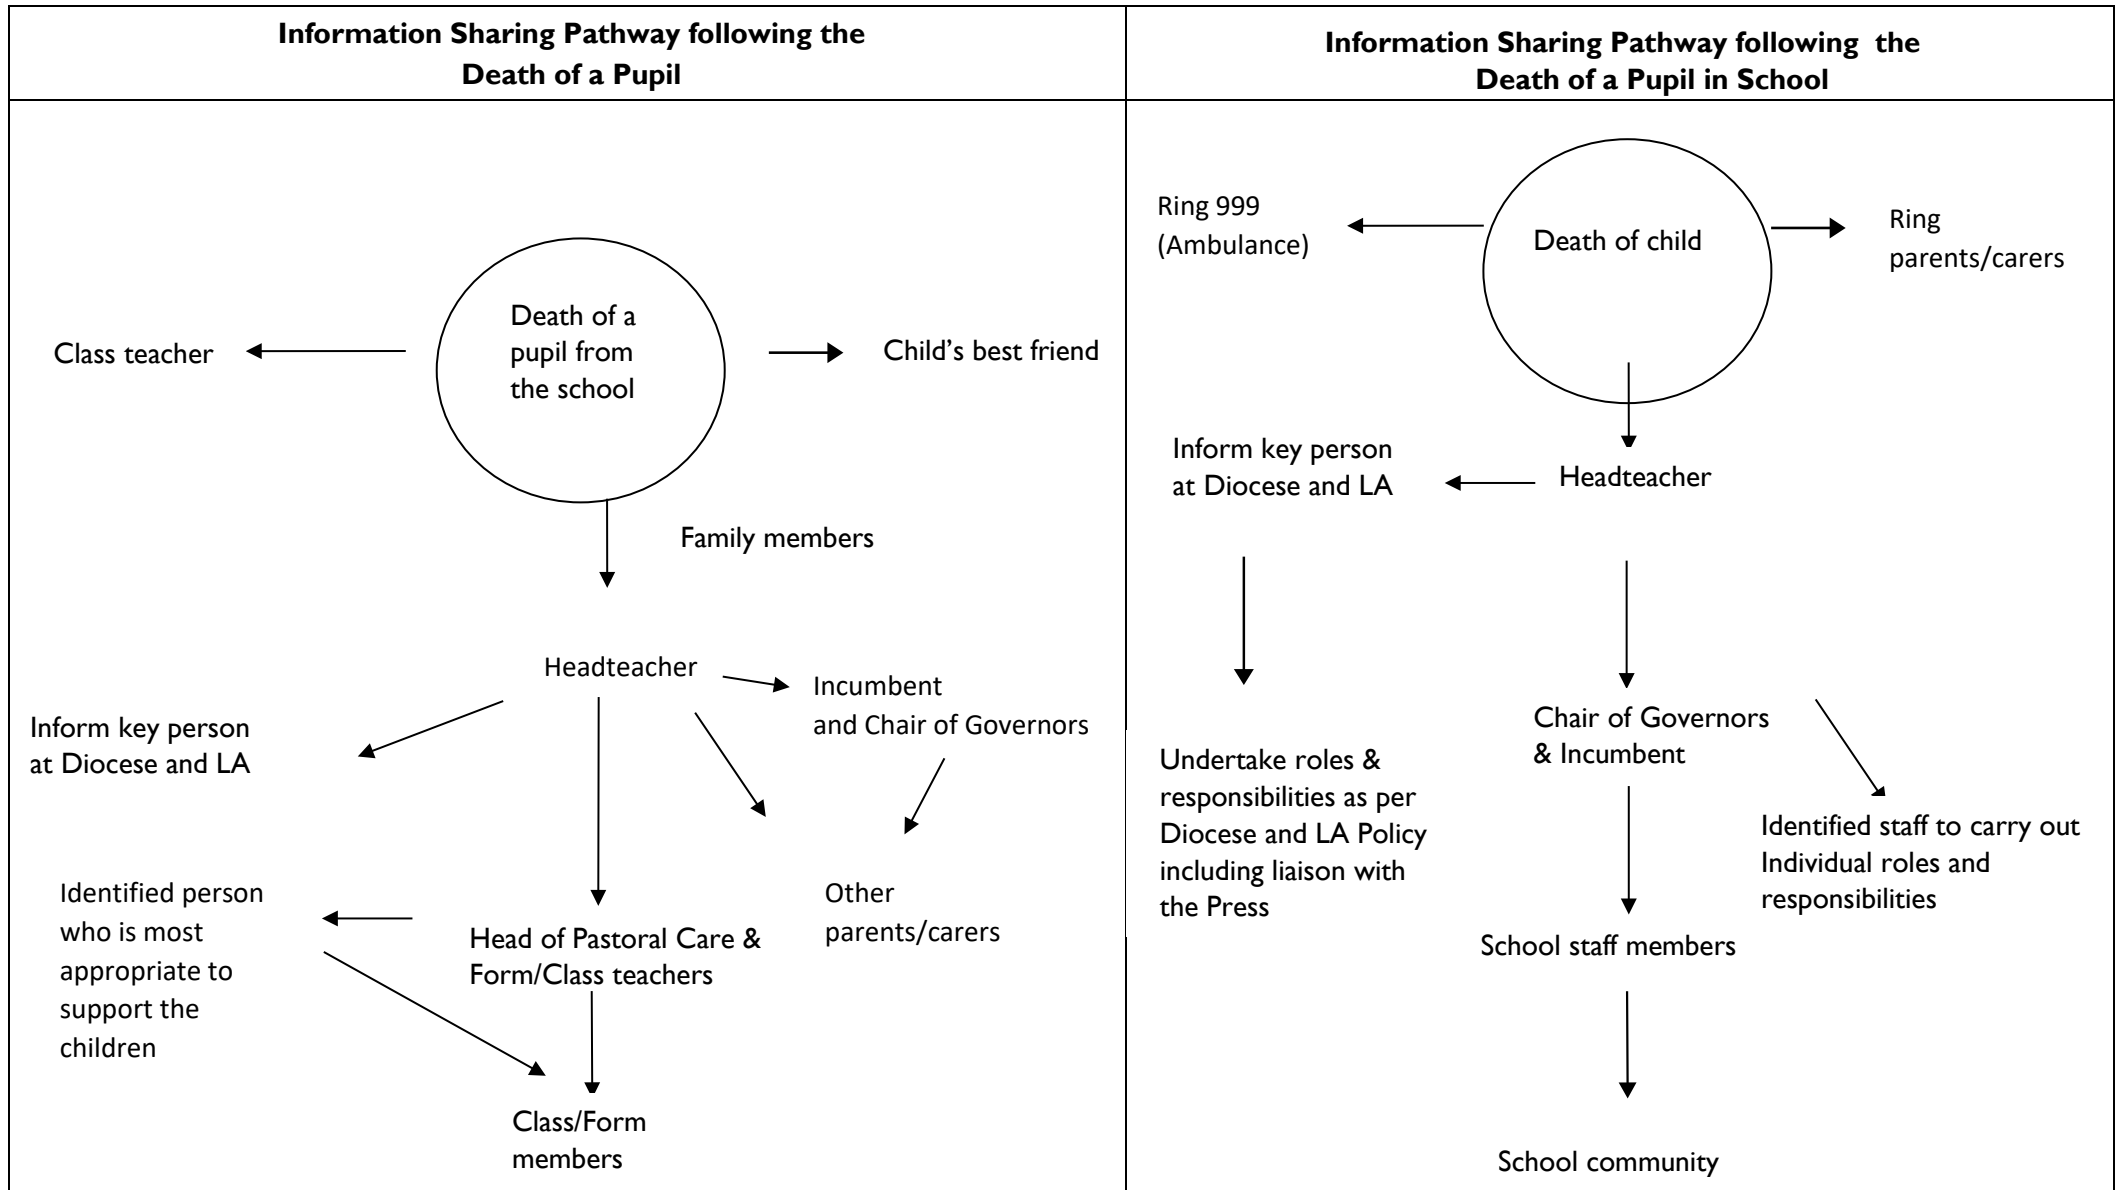 Information Sharing Pathway following the
Death of a Pupil
Class teacher
Death of a
pupil from
the school
Child's best friend
Family members
Headteacher
Incumbent
and Chair of Governors
Inform key person
at Diocese and LA
Identified person
who is most
appropriate to
support the
children
Head of Pastoral Care &
Form/Class teachers
Other
parents/carers
Class/Form
members
Information Sharing Pathway following the
Death of a Pupil in School
Ring 999
(Ambulance)
Death of child
Ring
parents/carers
Inform key person
at Diocese and LA
Headteacher
Undertake roles &
responsibilities as per
Diocese and LA Policy
including liaison with
the Press
Chair of Governors
& Incumbent
Identified staff to carry out
Individual roles and
responsibilities
School staff members
School community